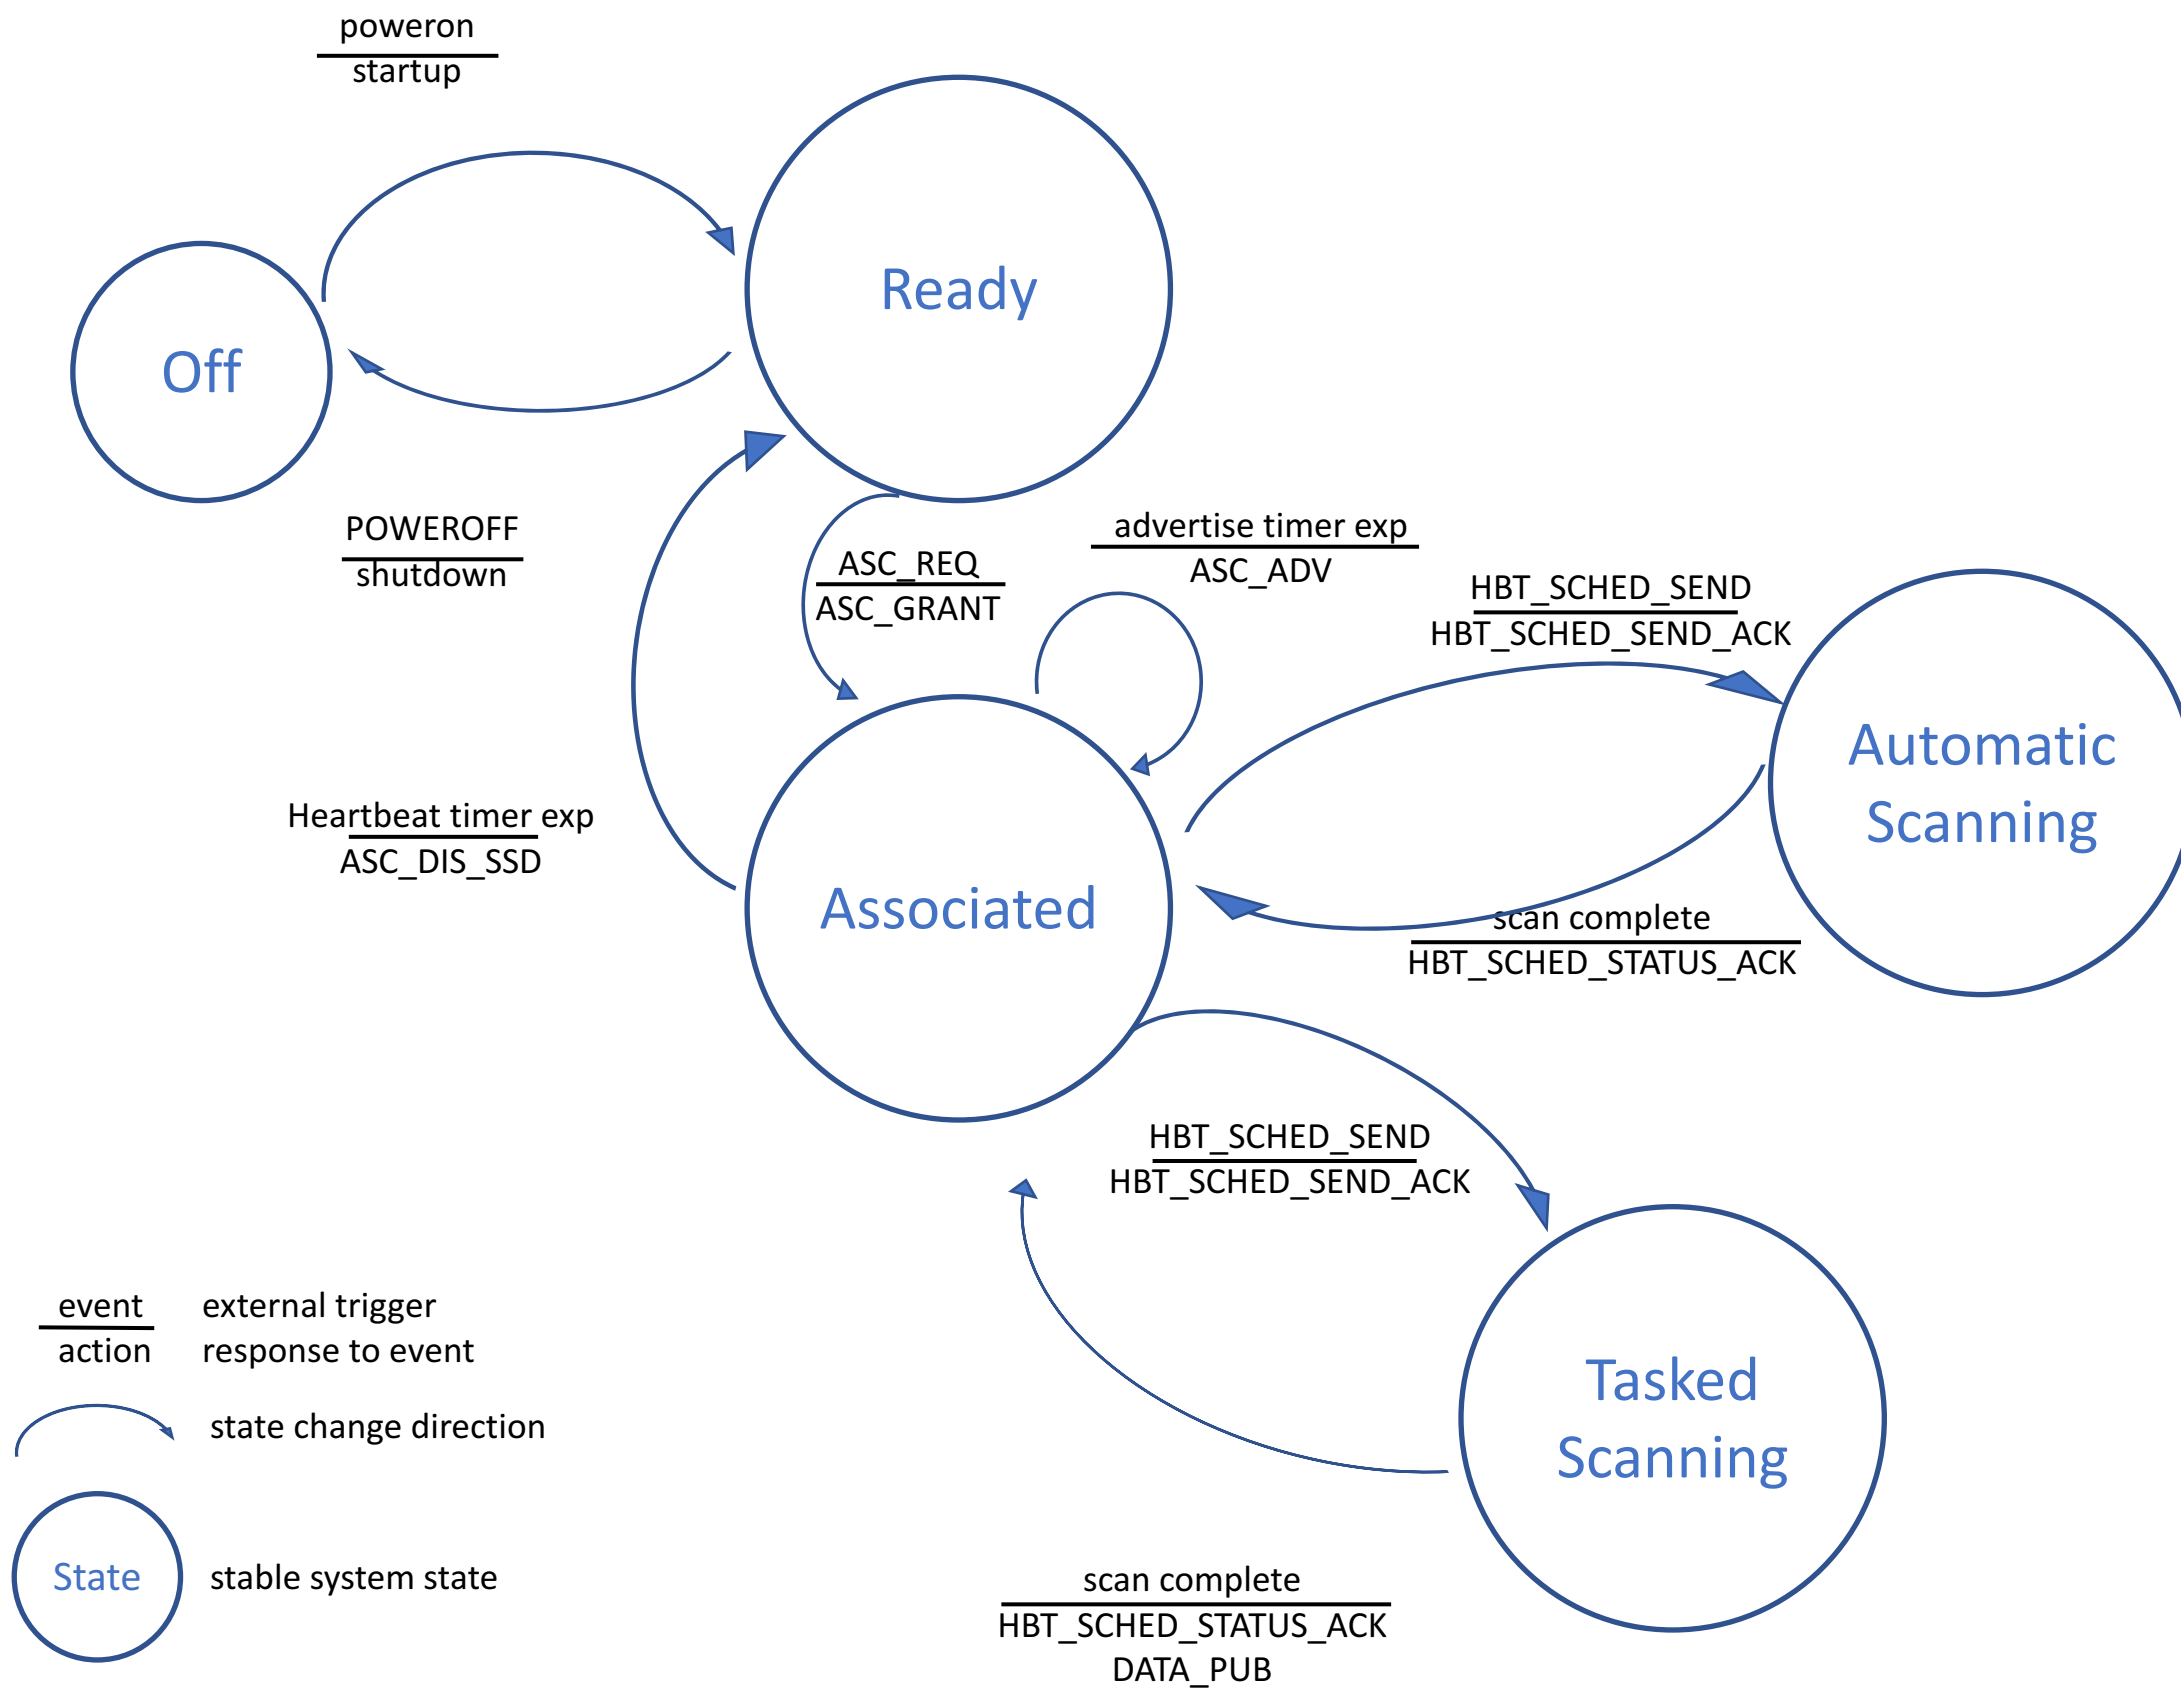 poweron
startup
Ready
Off
POWEROFF
shutdown
ASC_REQ
ASC_GRANT
advertise timer exp
ASC_ADV
HBT_SCHED_SEND
HBT_SCHED_SEND_ACK
Automatic
Scanning
Heartbeat timer exp
ASC_DIS_SSD
Associated
scan complete
HBT_SCHED_STATUS_ACK
HBT_SCHED_SEND
HBT_SCHED_SEND_ACK
Tasked
Scanning
scan complete
HBT_SCHED_STATUS_ACK
DATA_PUB
event external trigger
action response to event
state change direction
State stable system state